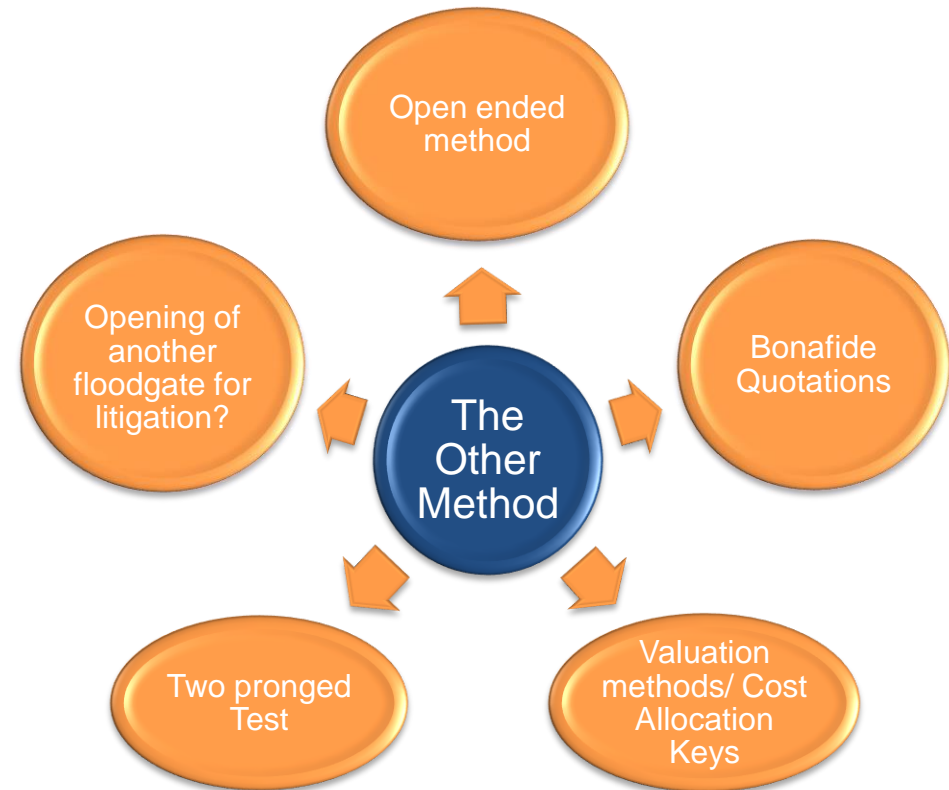 Open ended
method
Opening of
another
floodgate for
litigation?
Bonafide
Quotations
The
Other
Method
Two pronged
Test
Valuation
methods/ Cost
Allocation
Keys